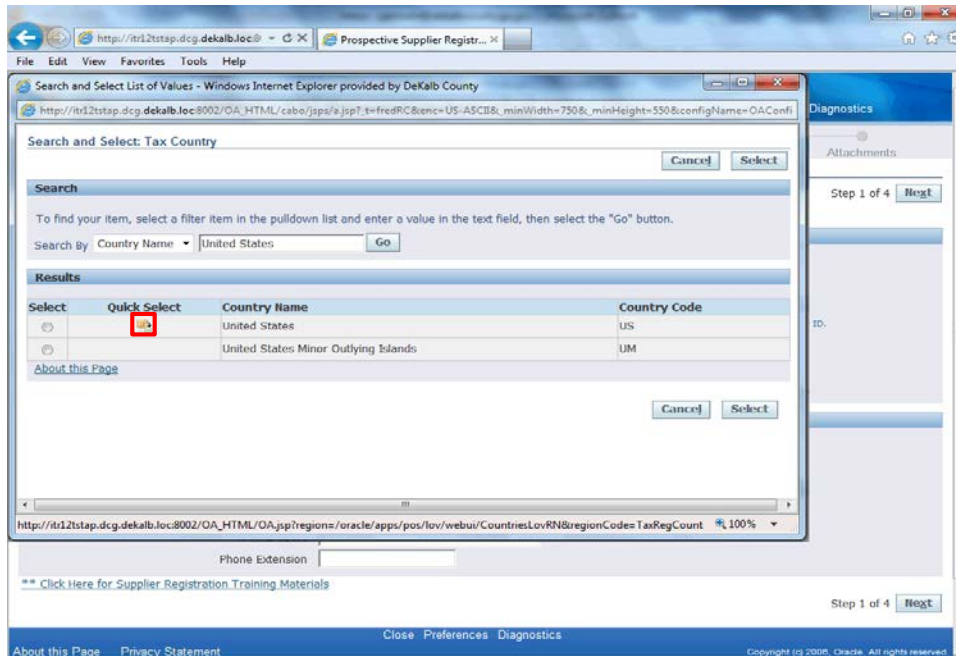 http://itr12tstap.dcg.dekalb.loc:8
Prospective Supplier Registr...
File Edit View Favorites Tools Help
Search and Select List of Values - Windows Internet Explorer provided by DeKalb County
http://itr12tstap.dcg.dekalb.loc:8002/OA_HTML/cabo/jsps/a.jsp?_t=fredRC&enc=US-ASCII&_minWidth=750&_minHeight=550&configName=OAConfi
Diagnostics
Search and Select: Tax Country
Attachments
Cancel Select
Search
Step 1 of 4 Next
To find your item, select a filter item in the pulldown list and enter a value in the text field, then select the "Go" button.
Search By Country Name United States Go
Results
Select Quick Select Country Name Country Code
United States US
ID.
United States Minor Outlying Islands UM
About this Page
Cancel Select
http://itr12tstap.dcg.dekalb.loc:8002/OA_HTML/OA.jsp?region=/oracle/apps/pos/lov/webui/CountriesLovRN&regionCode=TaxRegCount 100%
Phone Extension
** Click Here for Supplier Registration Training Materials
Step 1 of 4 Next
Close Preferences Diagnostics
About this Page Privacy Statement Copyright (c) 2006, Oracle. All rights reserved.